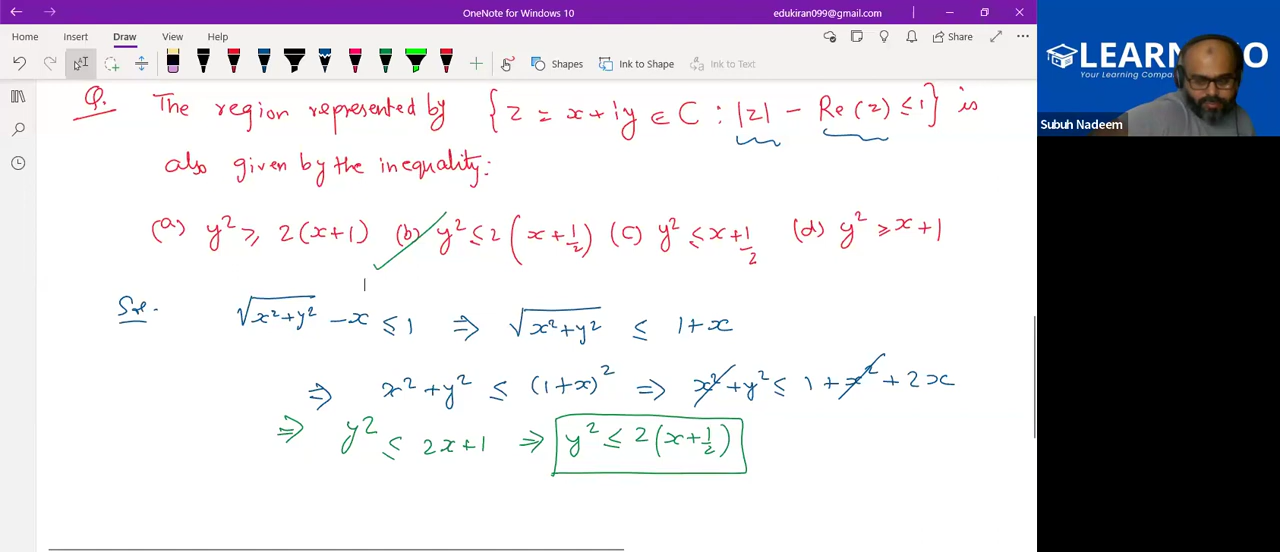 OneNote for Windows 10
edukiran099@gmail.com
Home Insert Draw View Help
Share
Shapes Ink to Shape Ink to Text
LEARN O
Your Learning Compa
Subuh Nadeem
Q. The region represented by {z = x+iy ∈ C : |z| − Re(z) ≤ 1} is
also given by the inequality:
(a) y² ≥ 2(x+1) (b) y² ≤ 2(x+1/2) (c) y² ≤ x+1/2 (d) y² ≥ x+1
Sol. √(x²+y²) − x ≤ 1 ⇒ √(x²+y²) ≤ 1+x
⇒ x²+y² ≤ (1+x)² ⇒ x²+y² ≤ 1+x²+2x
⇒ y² ≤ 2x+1 ⇒ y² ≤ 2(x+1/2)